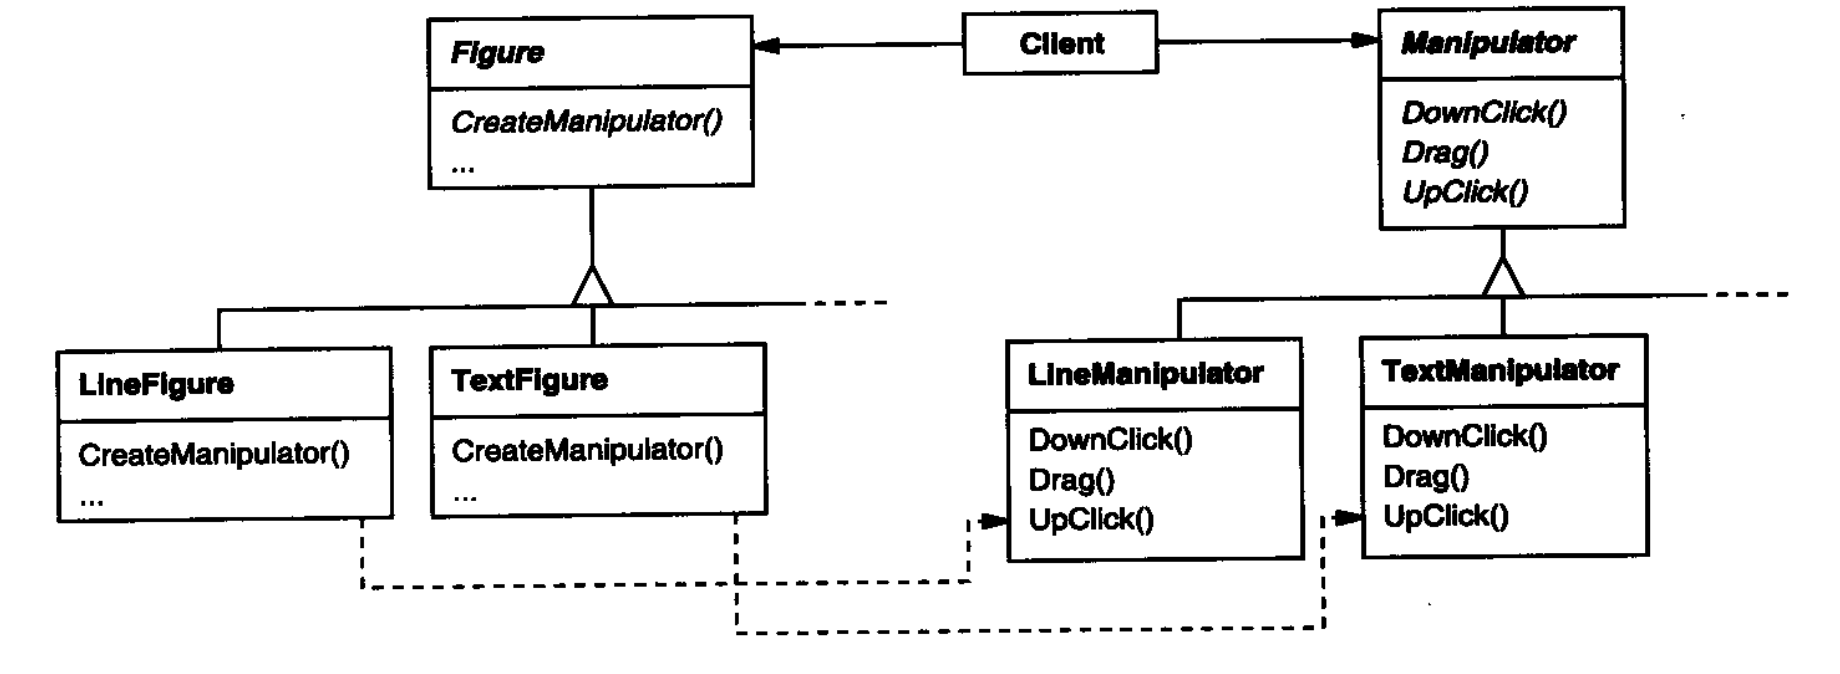 Figure
CreateManipulator()
...
Client
Manipulator
DownClick()
Drag()
UpClick()
LineFigure
CreateManipulator()
...
TextFigure
CreateManipulator()
...
LineManipulator
DownClick()
Drag()
UpClick()
TextManipulator
DownClick()
Drag()
UpClick()